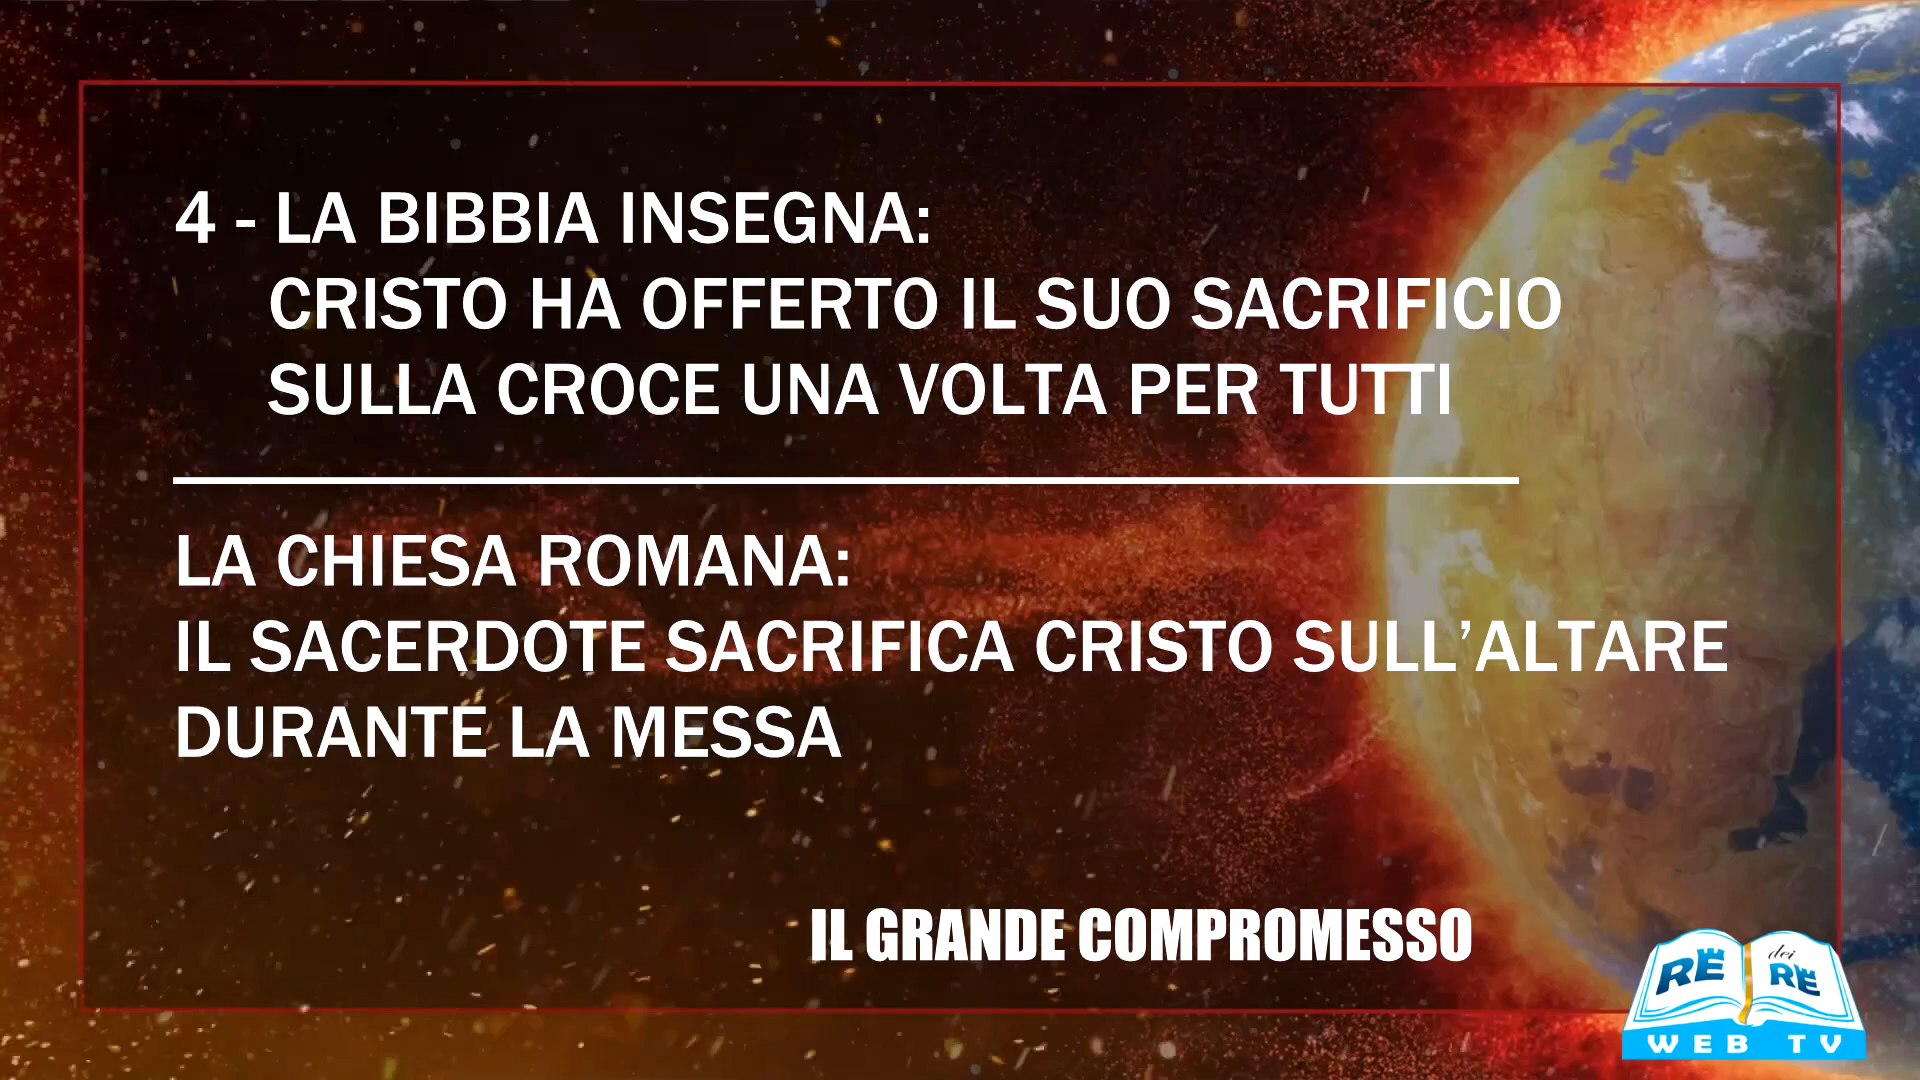 4 - LA BIBBIA INSEGNA:
CRISTO HA OFFERTO IL SUO SACRIFICIO
SULLA CROCE UNA VOLTA PER TUTTI
LA CHIESA ROMANA:
IL SACERDOTE SACRIFICA CRISTO SULL’ALTARE
DURANTE LA MESSA
IL GRANDE COMPROMESSO
RE dei RE
WEB TV